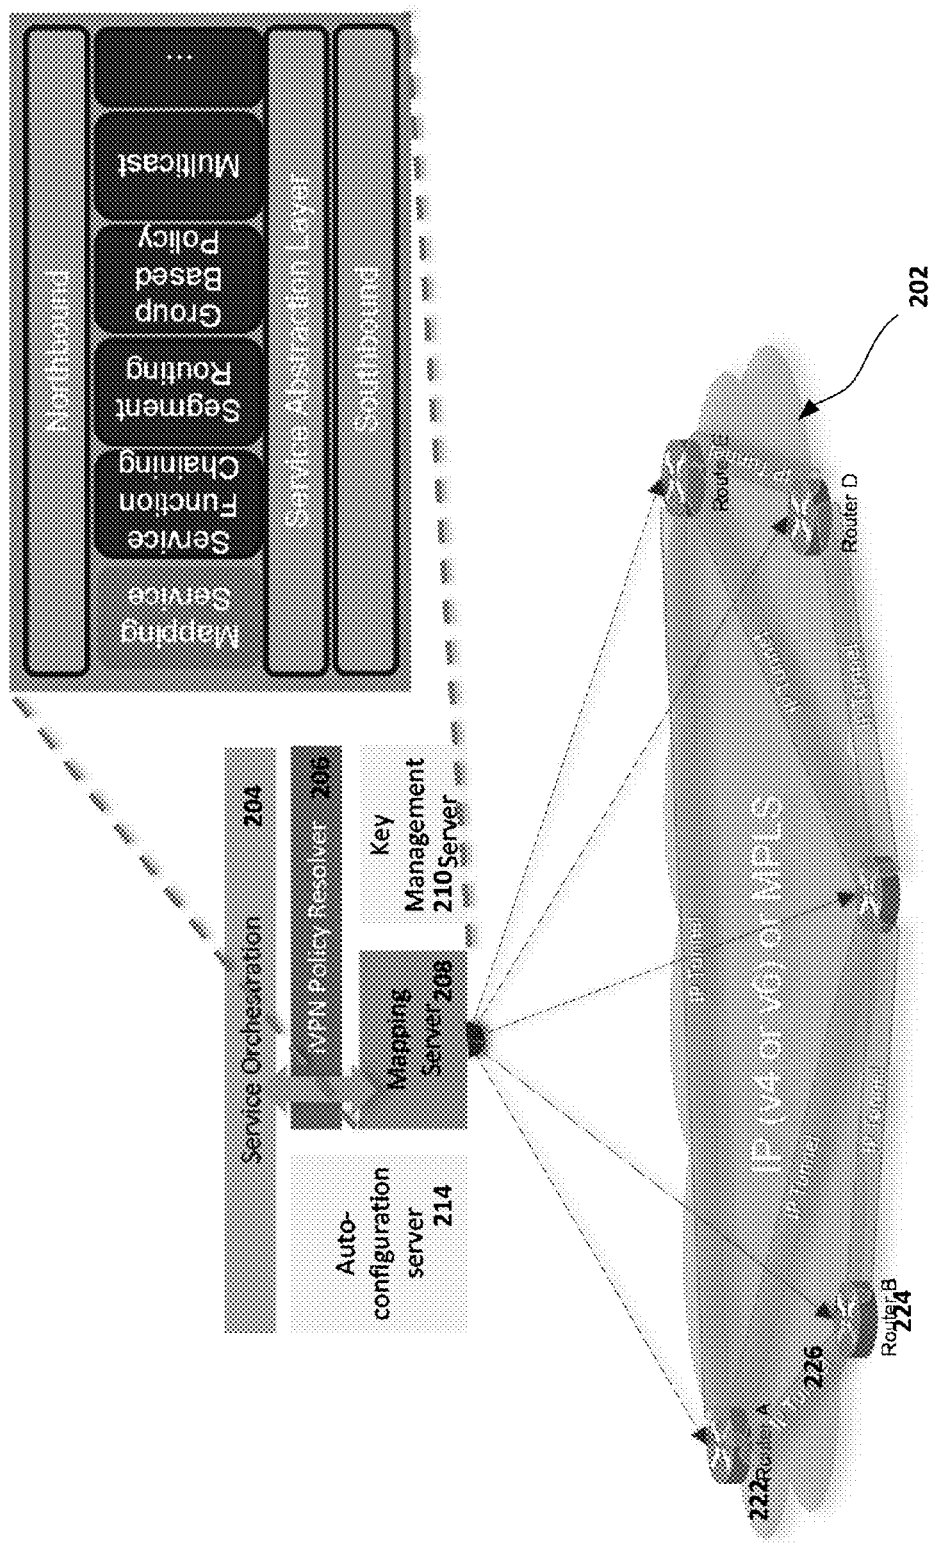 Northbound
Mapping
Service
Service
Function
Chaining
Segment
Routing
Group
Based
Policy
Multicast
...
Service Abstraction Layer
Southbound
Service Orchestration
204
iVPN Policy Resolver
206
Auto-
configuration
server
214
Mapping
Server
208
Key
Management
Server
210
IP (V4 or V6) or MPLS
202
222
Router A
226
Router B
224
Router D
Router E